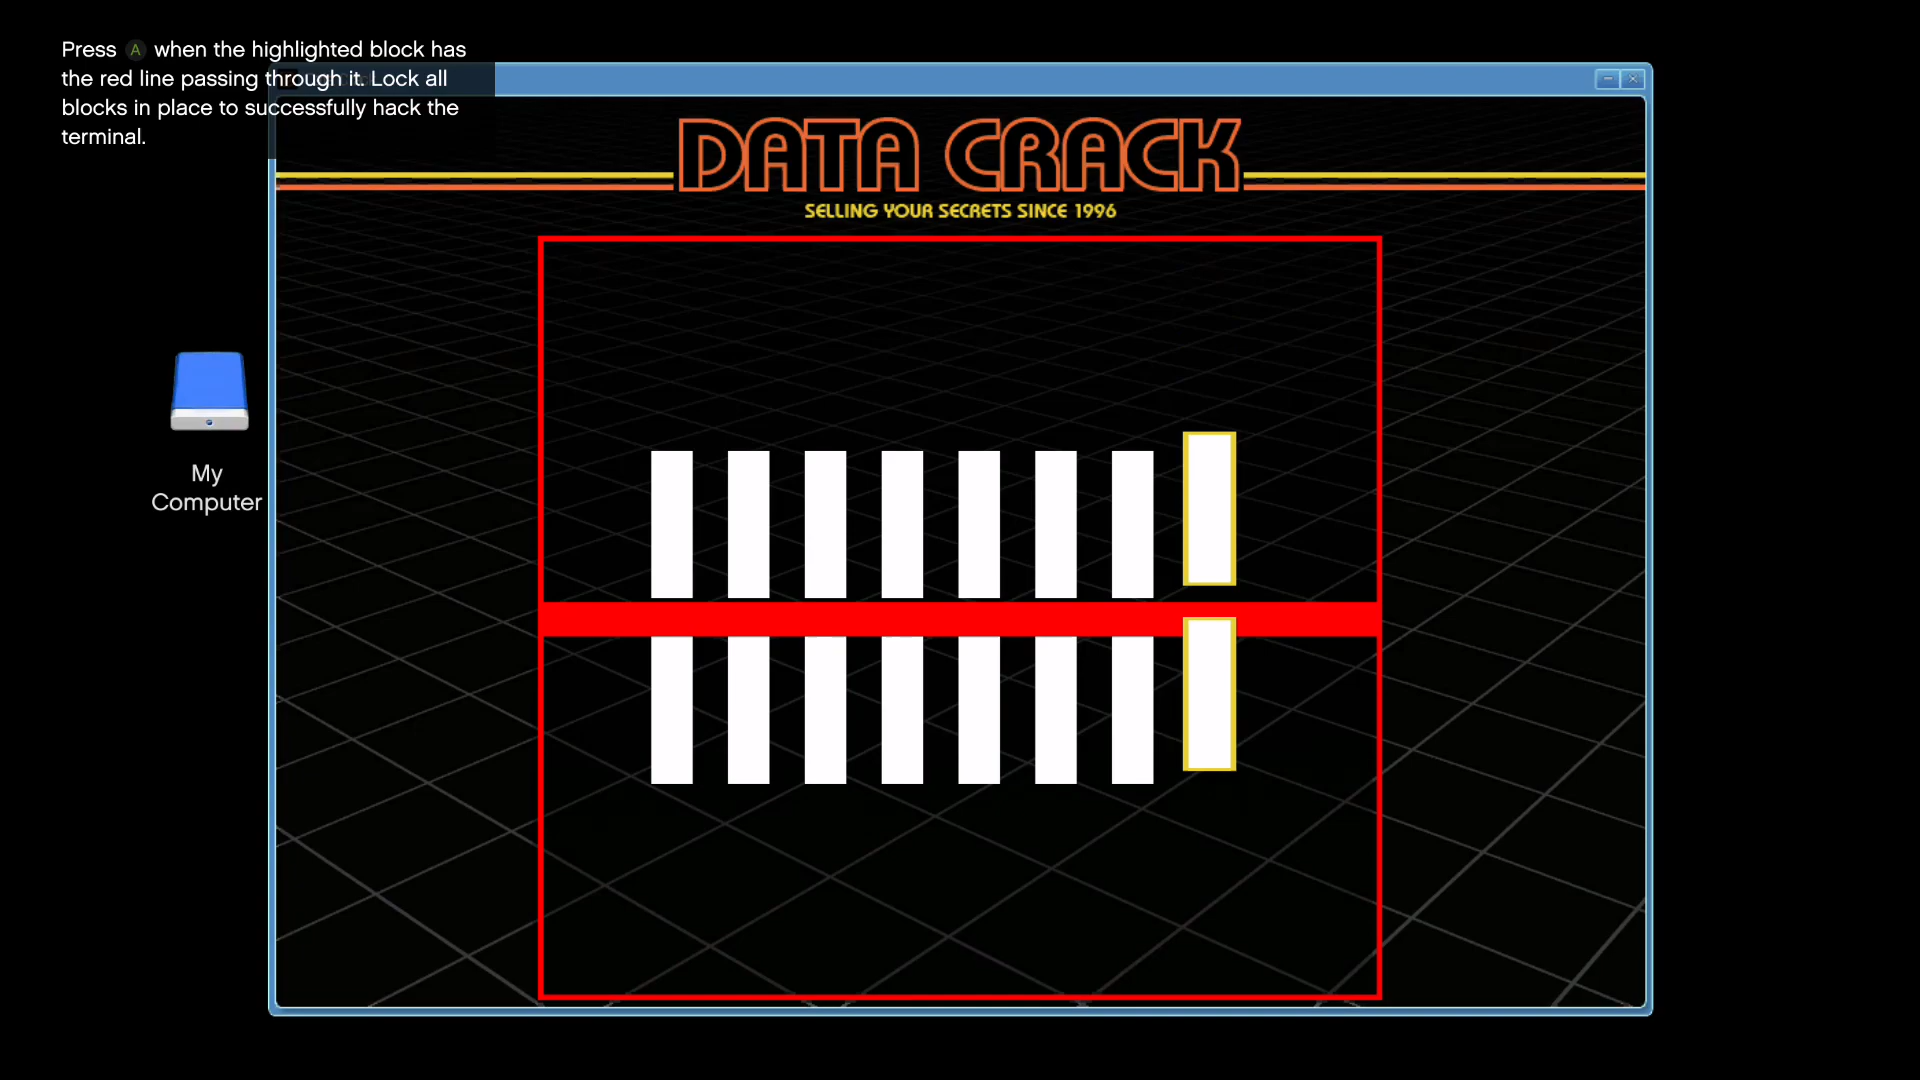 Press A when the highlighted block has
the red line passing through it. Lock all
blocks in place to successfully hack the
terminal.
DATA CRACK
SELLING YOUR SECRETS SINCE 1996
My
Computer